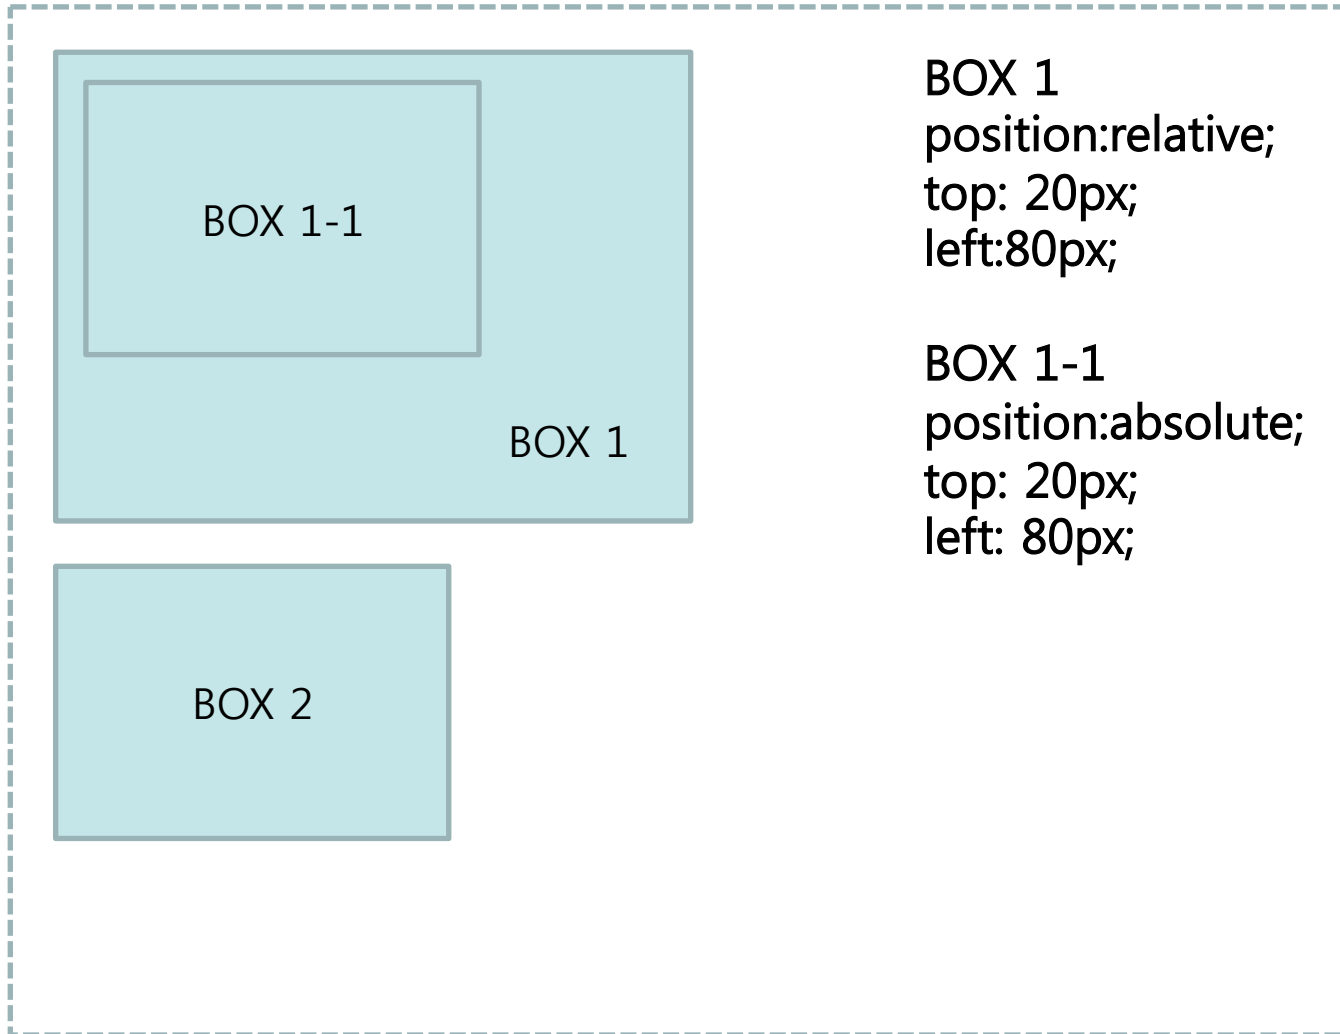 BOX 1
position:relative;
top: 20px;
left:80px;
BOX 1-1
position:absolute;
top: 20px;
left: 80px;
BOX 1-1
BOX 1
BOX 2